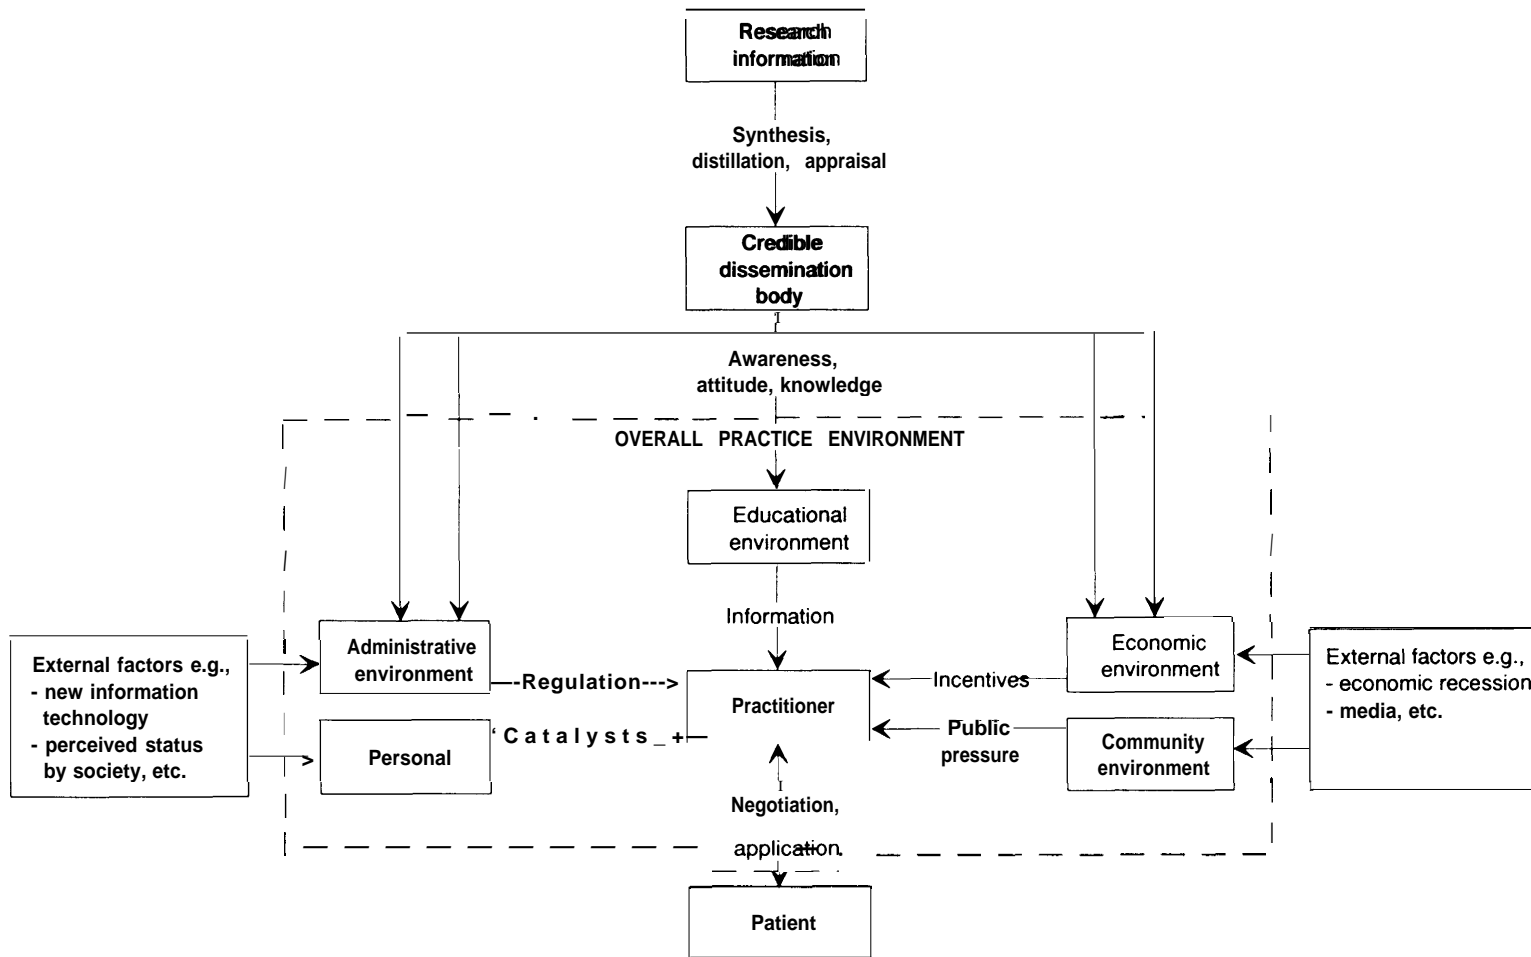 Research
information
Synthesis,
distillation, appraisal
Credible
dissemination
body
Awareness,
attitude, knowledge
OVERALL PRACTICE ENVIRONMENT
Educational
environment
Information
External factors e.g.,
- new information
technology
- perceived status
by society, etc.
Administrative
environment
—-Regulation--->
Personal
‘Catalysts_+—
Practitioner
Incentives
Public
pressure
Economic
environment
Community
environment
External factors e.g.,
- economic recession
- media, etc.
Negotiation,
application
Patient